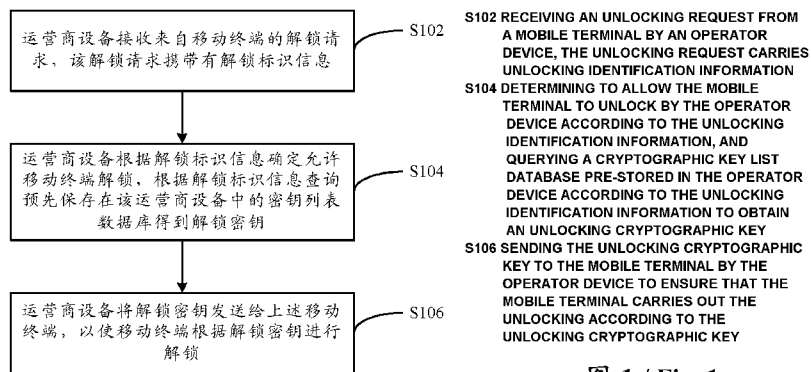 运营商设备接收来自移动终端的解锁请
求，该解锁请求携带有解锁标识信息
S102
运营商设备根据解锁标识信息确定允许
移动终端解锁，根据解锁标识信息查询
预先保存在该运营商设备中的密钥列表
数据库得到解锁密钥
S104
运营商设备将解锁密钥发送给上述移动
终端，以使移动终端根据解锁密钥进行
解锁
S106
S102 RECEIVING AN UNLOCKING REQUEST FROM
A MOBILE TERMINAL BY AN OPERATOR
DEVICE, THE UNLOCKING REQUEST CARRIES
UNLOCKING IDENTIFICATION INFORMATION
S104 DETERMINING TO ALLOW THE MOBILE
TERMINAL TO UNLOCK BY THE OPERATOR
DEVICE ACCORDING TO THE UNLOCKING
IDENTIFICATION INFORMATION, AND
QUERYING A CRYPTOGRAPHIC KEY LIST
DATABASE PRE-STORED IN THE OPERATOR
DEVICE ACCORDING TO THE UNLOCKING
IDENTIFICATION INFORMATION TO OBTAIN
AN UNLOCKING CRYPTOGRAPHIC KEY
S106 SENDING THE UNLOCKING CRYPTOGRAPHIC
KEY TO THE MOBILE TERMINAL BY THE
OPERATOR DEVICE TO ENSURE THAT THE
MOBILE TERMINAL CARRIES OUT THE
UNLOCKING ACCORDING TO THE
UNLOCKING CRYPTOGRAPHIC KEY
图 1 / Fig. 1